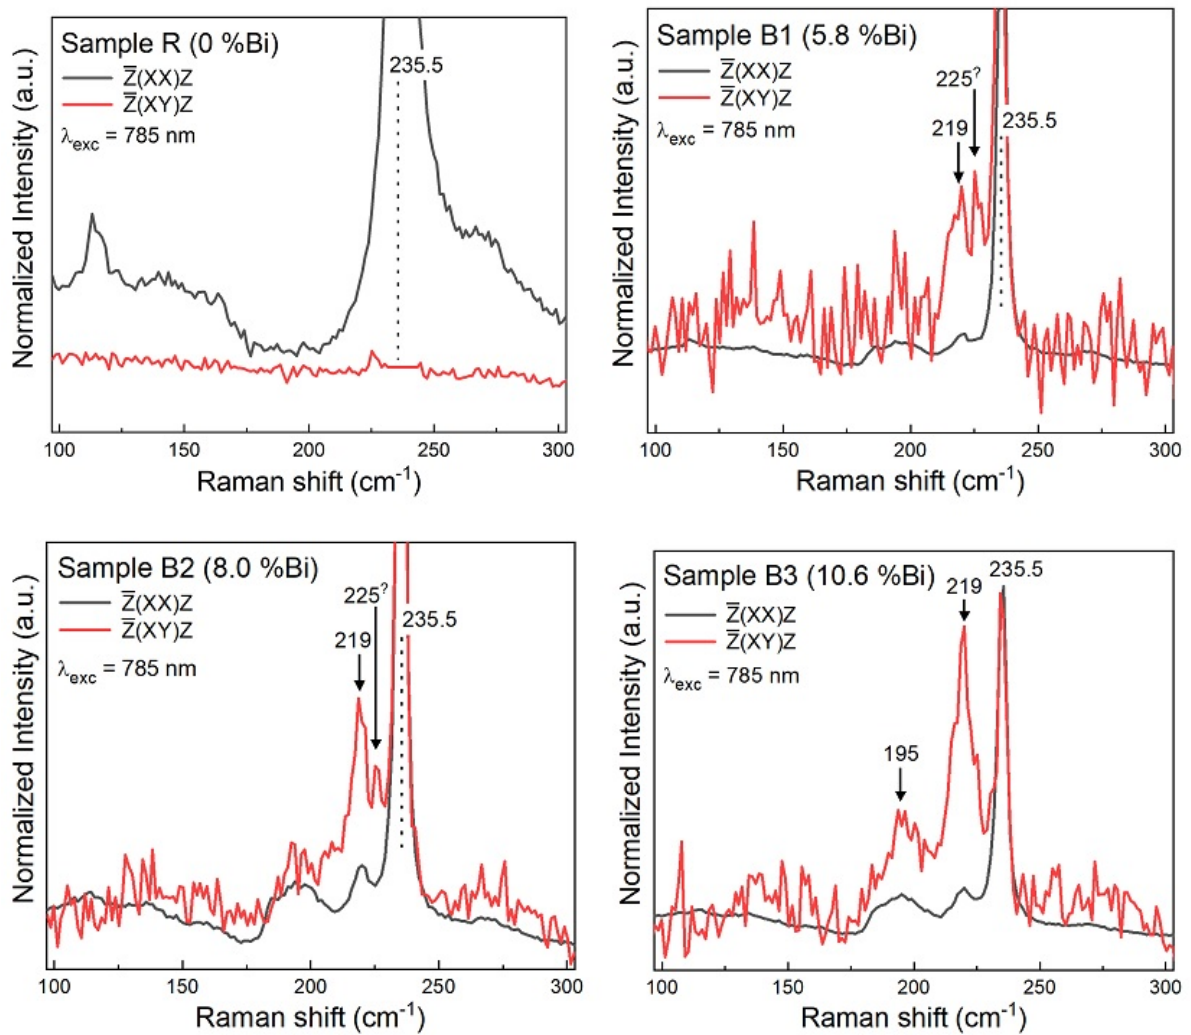 Sample R (0 %Bi)
Z̅(XX)Z
Z̅(XY)Z
λexc = 785 nm
235.5
Normalized Intensity (a.u.)
100 150 200 250 300
Raman shift (cm-1)
Sample B1 (5.8 %Bi)
Z̅(XX)Z
Z̅(XY)Z
λexc = 785 nm
225?
219
235.5
Normalized Intensity (a.u.)
100 150 200 250 300
Raman shift (cm-1)
Sample B2 (8.0 %Bi)
Z̅(XX)Z
Z̅(XY)Z
λexc = 785 nm
225?
219
235.5
Normalized Intensity (a.u.)
100 150 200 250 300
Raman shift (cm-1)
Sample B3 (10.6 %Bi)
Z̅(XX)Z
Z̅(XY)Z
λexc = 785 nm
235.5
219
195
Normalized Intensity (a.u.)
100 150 200 250 300
Raman shift (cm-1)